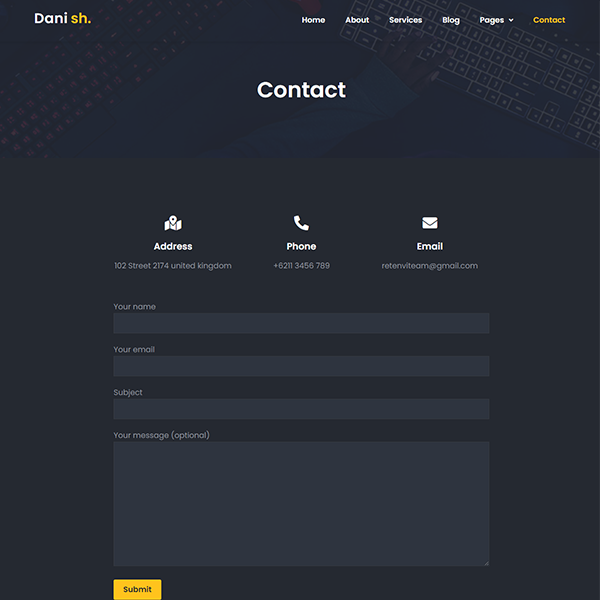 Dani sh.
Home About Services Blog Pages Contact
Contact
Address Phone Email
102 Street 2174 united kingdom +6211 3456 789 retenviteam@gmail.com
Your name
Your email
Subject
Your message (optional)
Submit